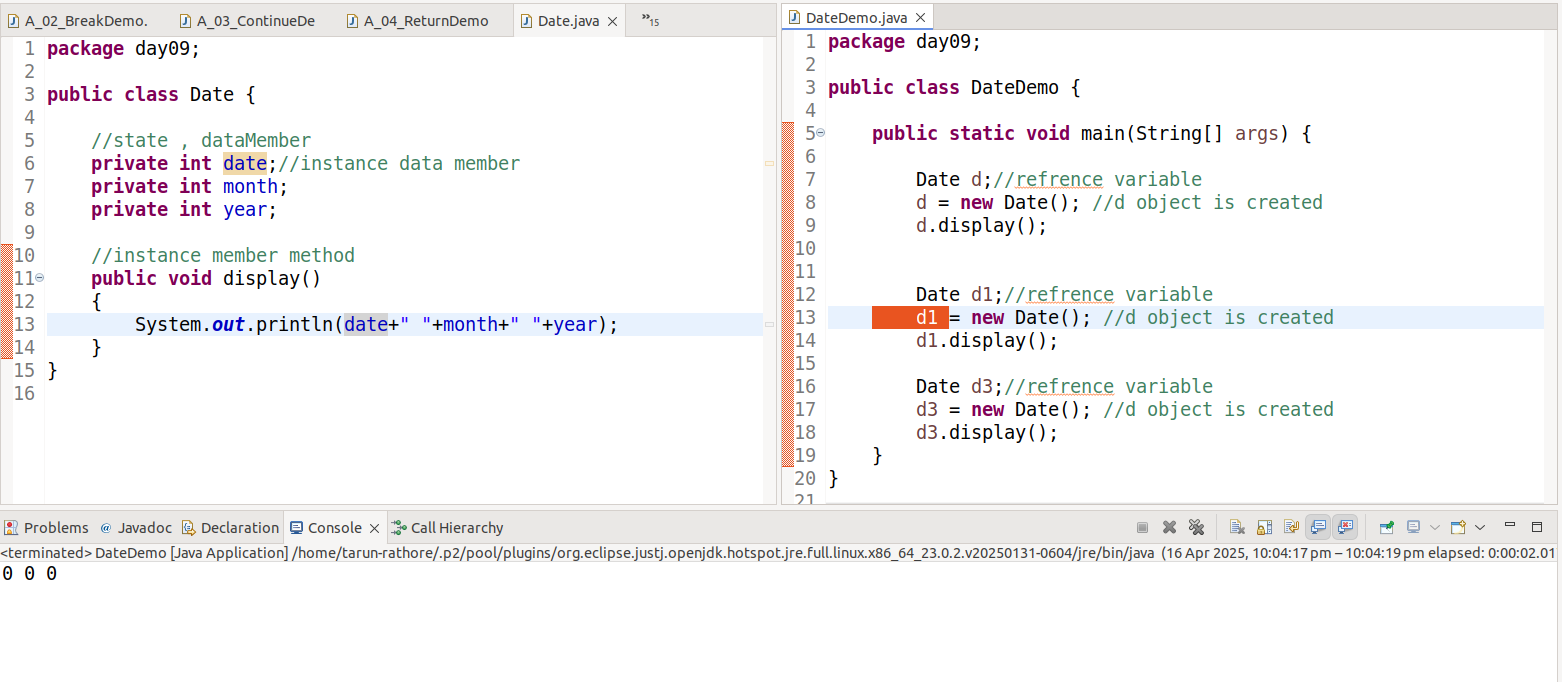 A_02_BreakDemo. A_03_ContinueDe A_04_ReturnDemo Date.java »15
1 package day09;
2
3 public class Date {
4
5 //state , dataMember
6 private int date;//instance data member
7 private int month;
8 private int year;
9
10 //instance member method
11 public void display()
12 {
13 System.out.println(date+" "+month+" "+year);
14 }
15 }
16
DateDemo.java
1 package day09;
2
3 public class DateDemo {
4
5 public static void main(String[] args) {
6
7 Date d;//refrence variable
8 d = new Date(); //d object is created
9 d.display();
10
11
12 Date d1;//refrence variable
13 d1 = new Date(); //d object is created
14 d1.display();
15
16 Date d3;//refrence variable
17 d3 = new Date(); //d object is created
18 d3.display();
19 }
20 }
21
Problems Javadoc Declaration Console Call Hierarchy
<terminated> DateDemo [Java Application] /home/tarun-rathore/.p2/pool/plugins/org.eclipse.justj.openjdk.hotspot.jre.full.linux.x86_64_23.0.2.v20250131-0604/jre/bin/java (16 Apr 2025, 10:04:17 pm – 10:04:19 pm elapsed: 0:00:02.01
0 0 0